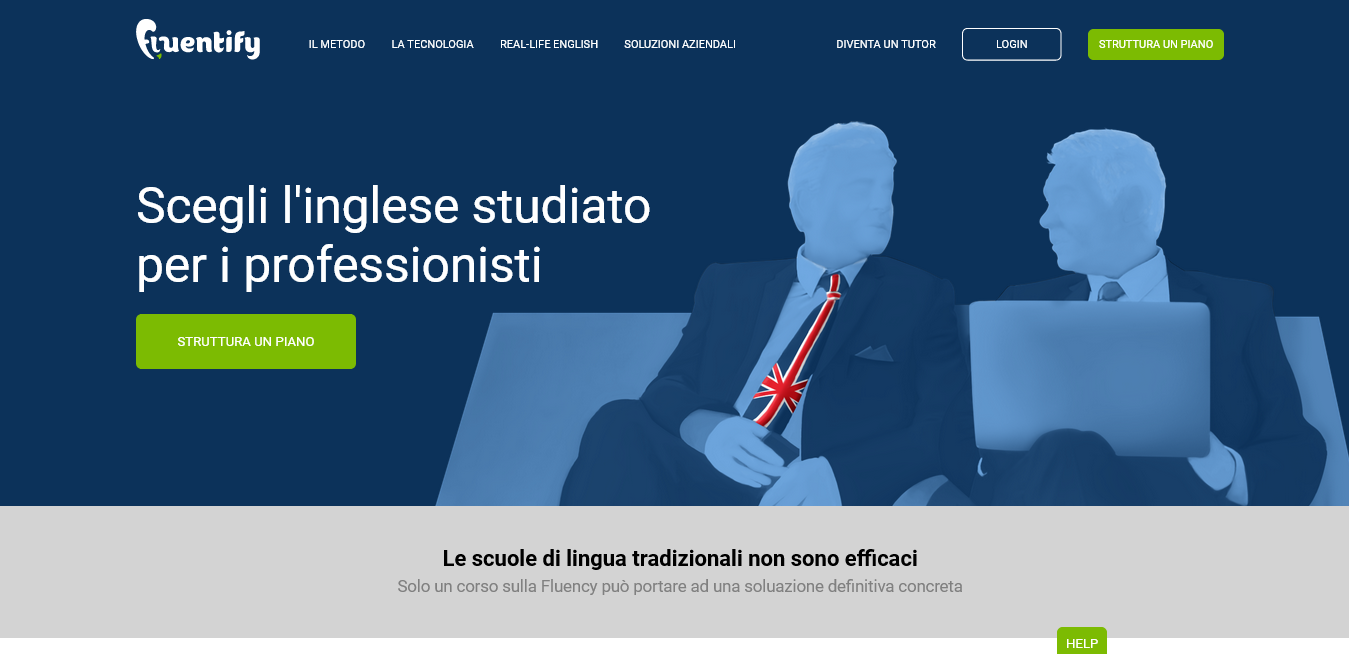 fluentify
IL METODO LA TECNOLOGIA REAL-LIFE ENGLISH SOLUZIONI AZIENDALI DIVENTA UN TUTOR LOGIN STRUTTURA UN PIANO
Scegli l'inglese studiato
per i professionisti
STRUTTURA UN PIANO
Le scuole di lingua tradizionali non sono efficaci
Solo un corso sulla Fluency può portare ad una soluazione definitiva concreta
HELP